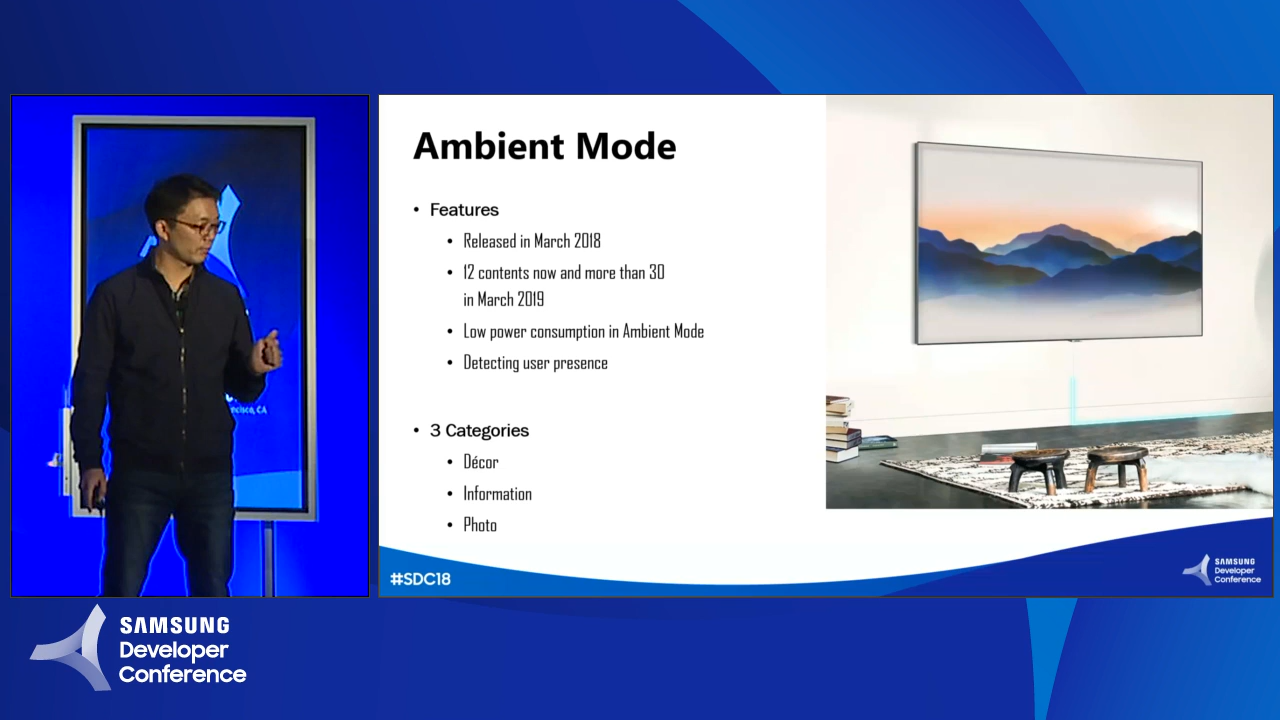 Ambient Mode
• Features
• Released in March 2018
• 12 contents now and more than 30
in March 2019
• Low power consumption in Ambient Mode
• Detecting user presence
• 3 Categories
• Décor
• Information
• Photo
#SDC18
SAMSUNG
Developer
Conference
SAMSUNG
Developer
Conference